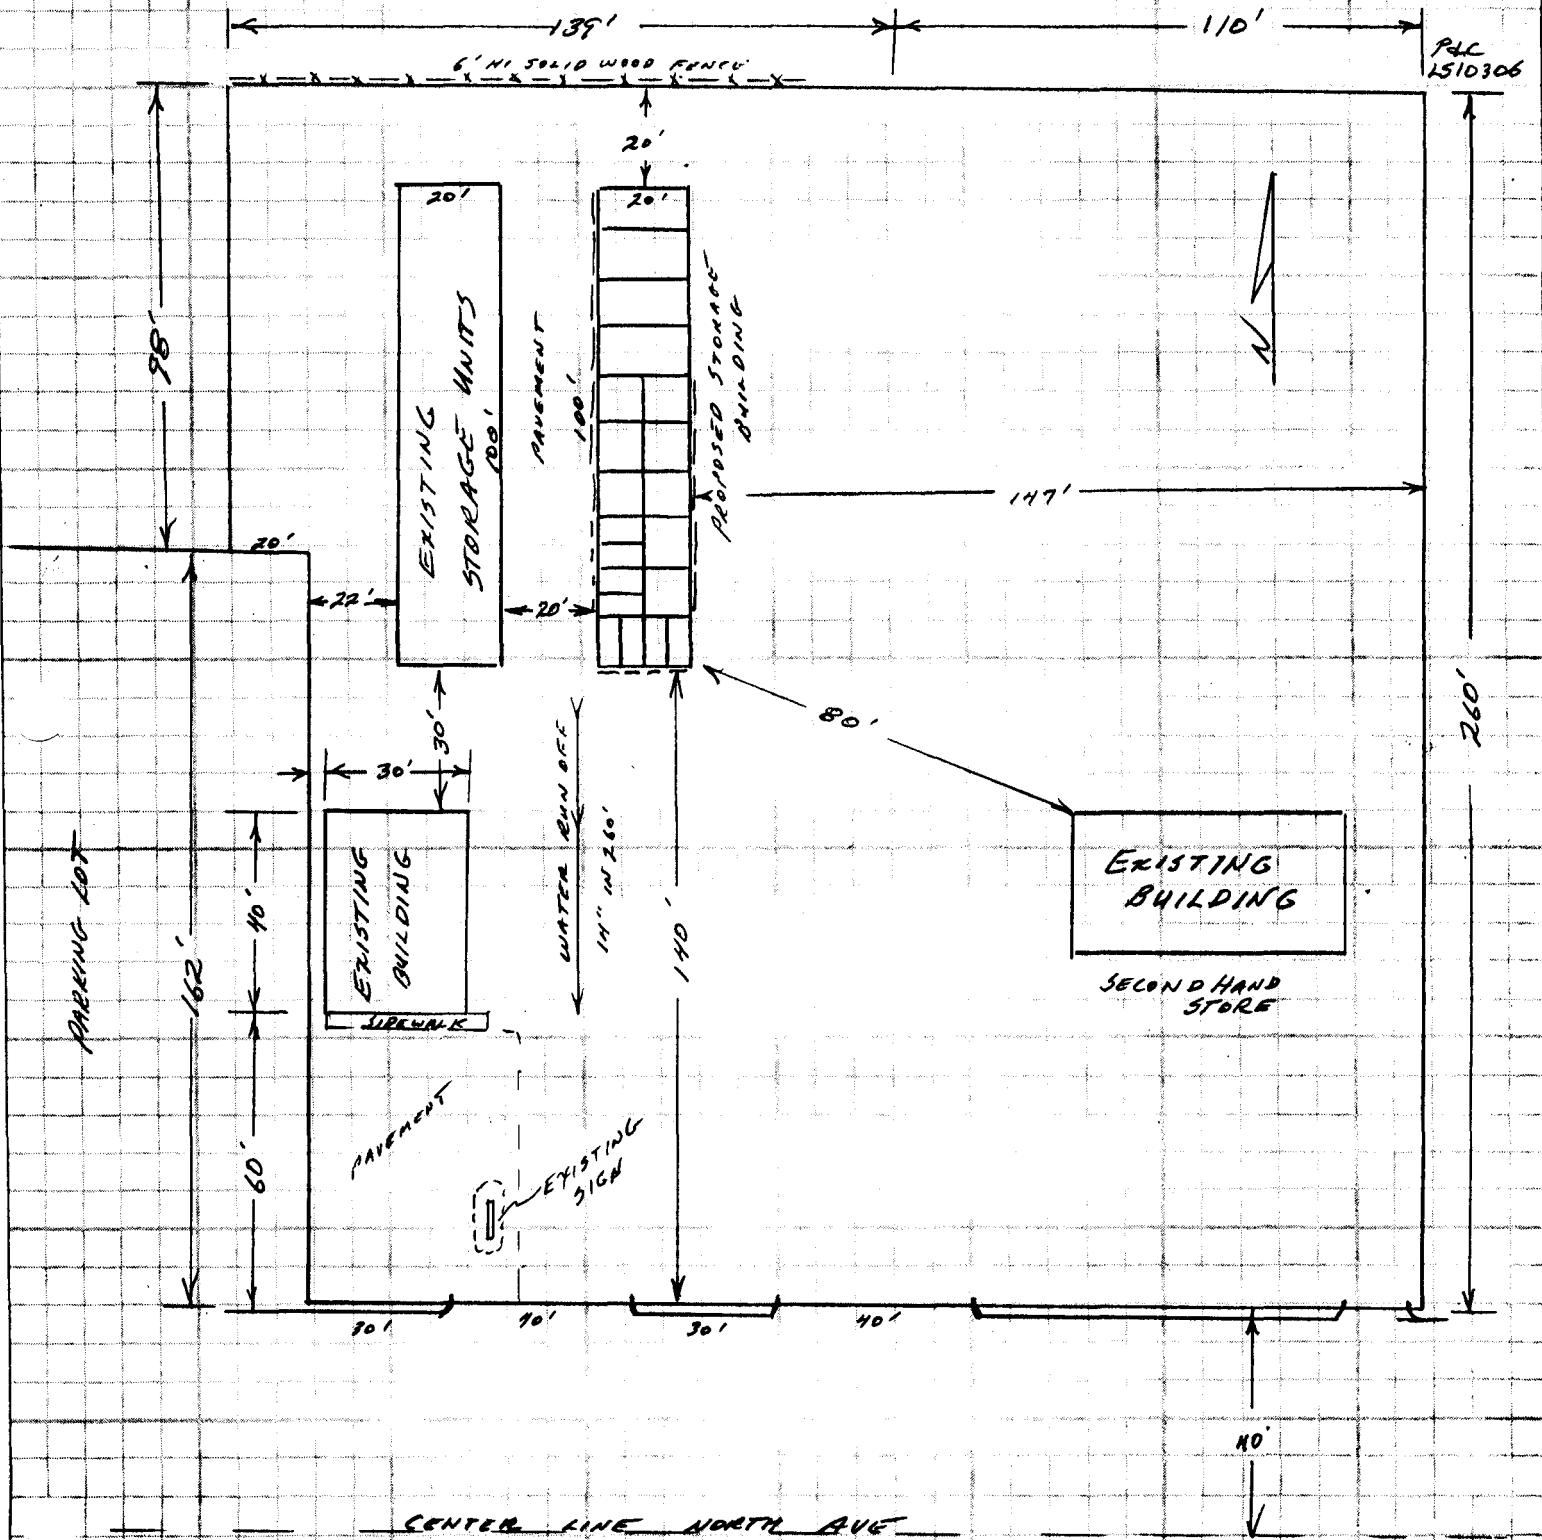 139'
110'
6' HI SOLID WOOD FENCE
P&C
LS10306
20'
20'
20'
98'
EXISTING
STORAGE UNITS
100'
PAVEMENT
100'
PROPOSED STORAGE
BUILDING
N
147'
20'
22'
20'
260'
80'
30'
30'
WATER RUN OFF
14" IN 260'
PARKING LOT
162'
40'
EXISTING
BUILDING
140'
EXISTING
BUILDING
SECOND HAND
STORE
SIDEWALK
60'
PAVEMENT
EXISTING
SIGN
30'
40'
30'
40'
40'
CENTER LINE NORTH AVE